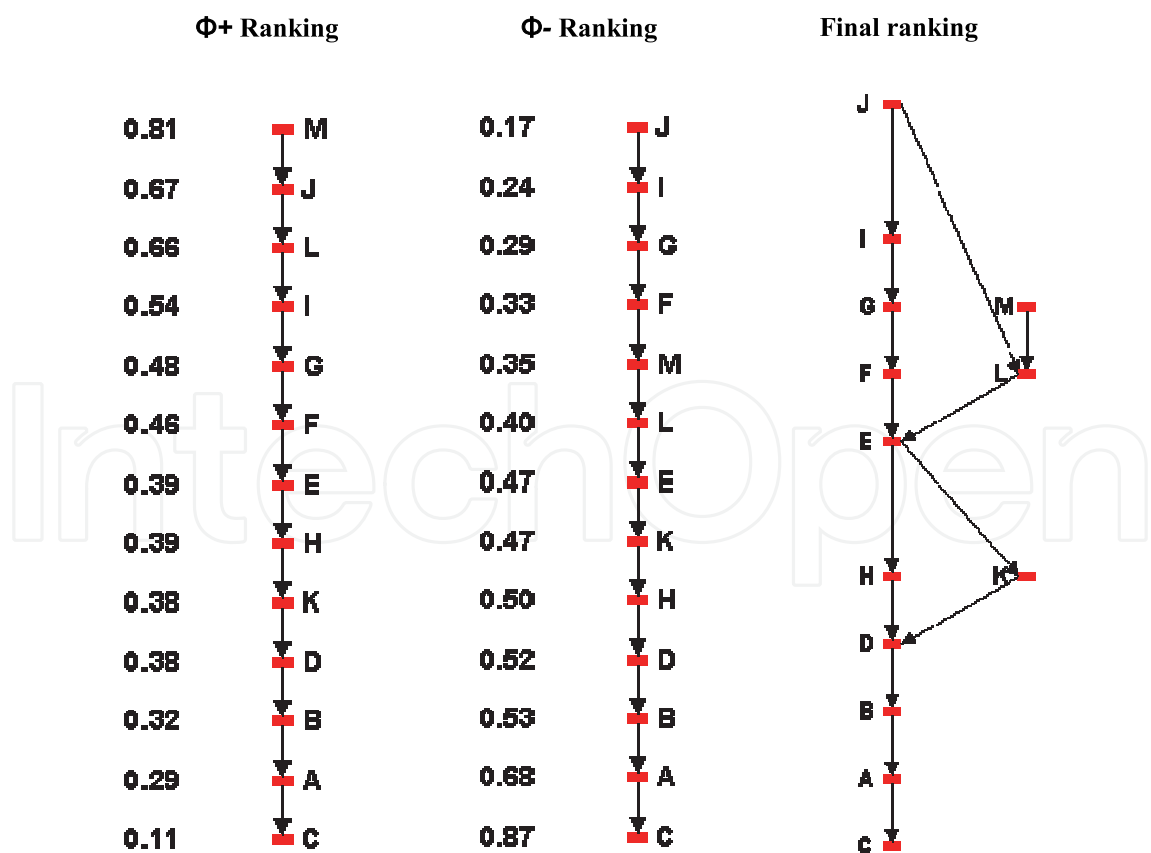 Φ+ Ranking Φ- Ranking Final ranking
J
0.81 M 0.17 J
0.67 J 0.24 I
0.66 L 0.29 G I
0.54 I 0.33 F G M
0.48 G 0.35 M F L
0.46 F 0.40 L E
0.39 E 0.47 E
0.39 H 0.47 K H K
0.38 K 0.50 H D
0.38 D 0.52 D
0.32 B 0.53 B B
0.29 A 0.68 A A
0.11 C 0.87 C C
IntechOpen